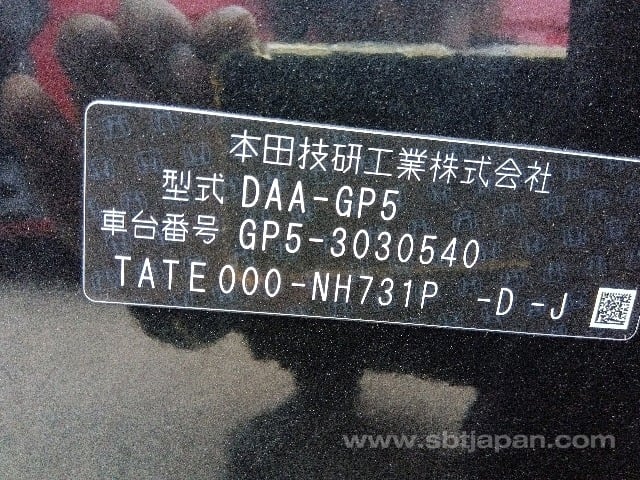 本田技研工業株式会社
型式 DAA-GP5
車台番号 GP5-3030540
TATE000-NH731P -D-J
www.sbtjapan.com